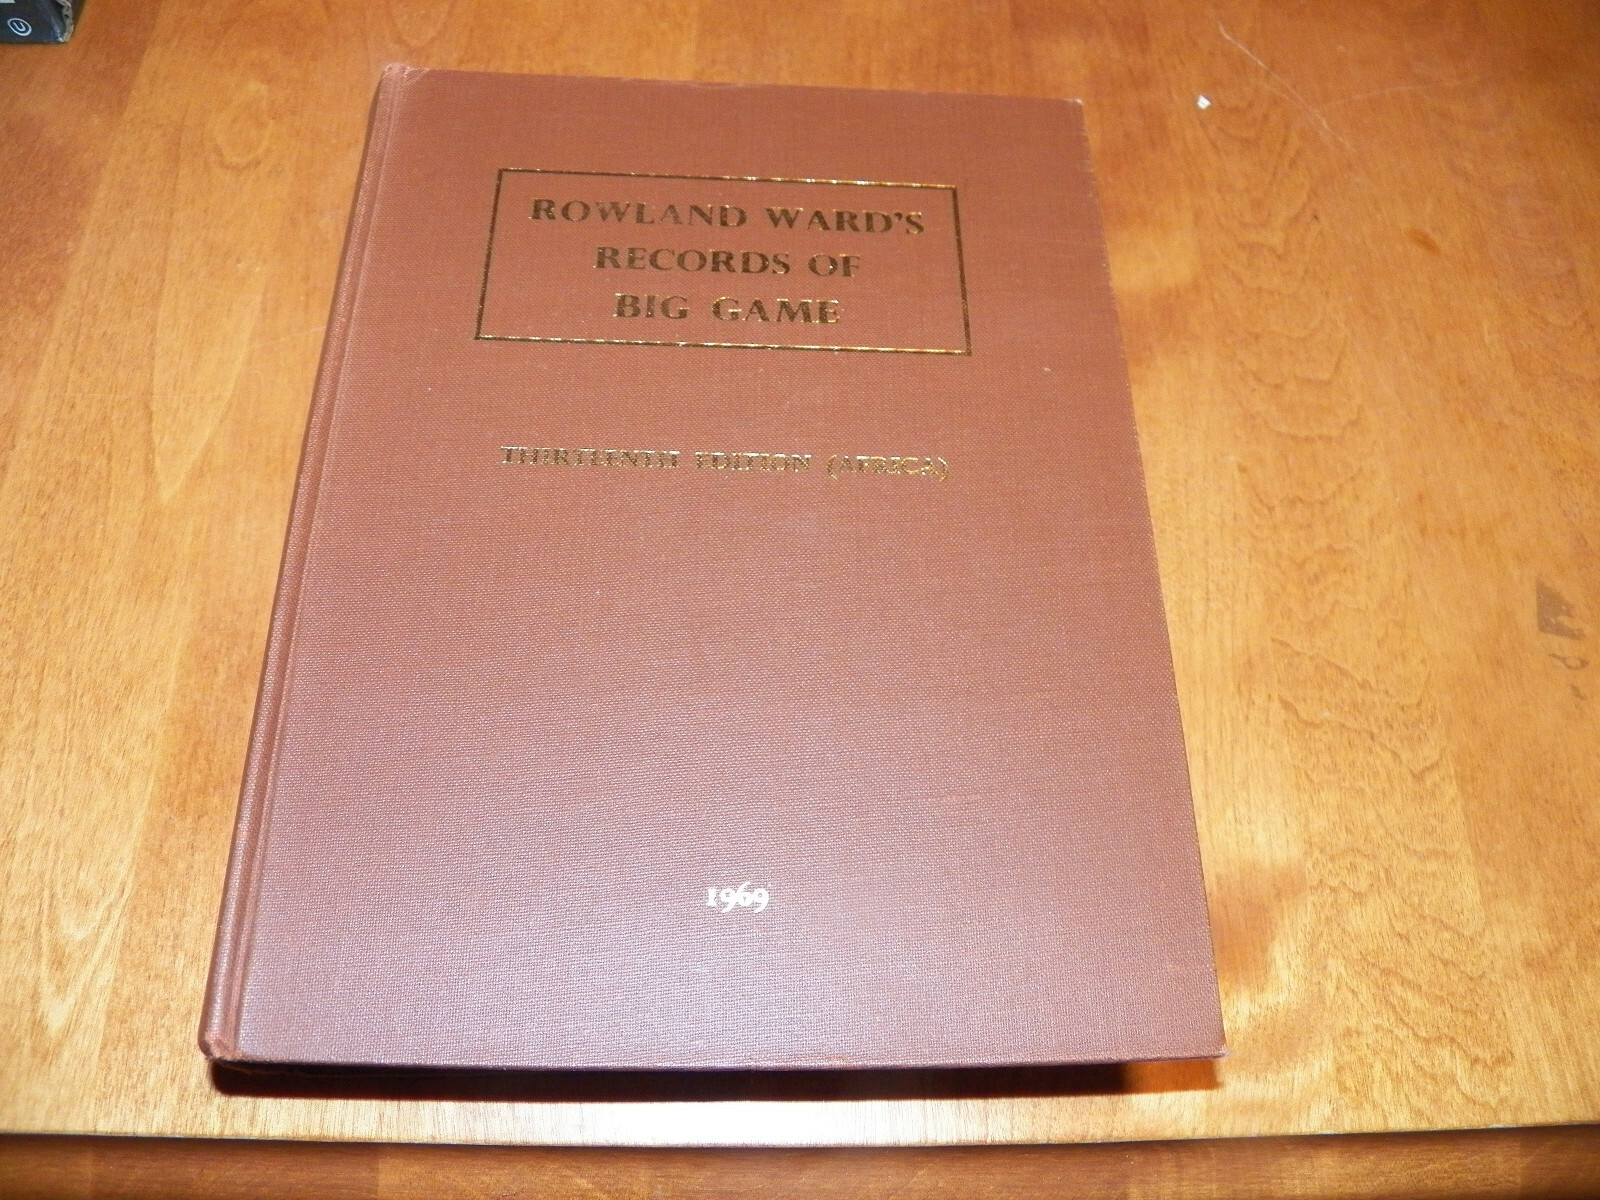 ROWLAND WARD'S
RECORDS OF
BIG GAME
THIRTEENTH EDITION (AFRICA)
1969